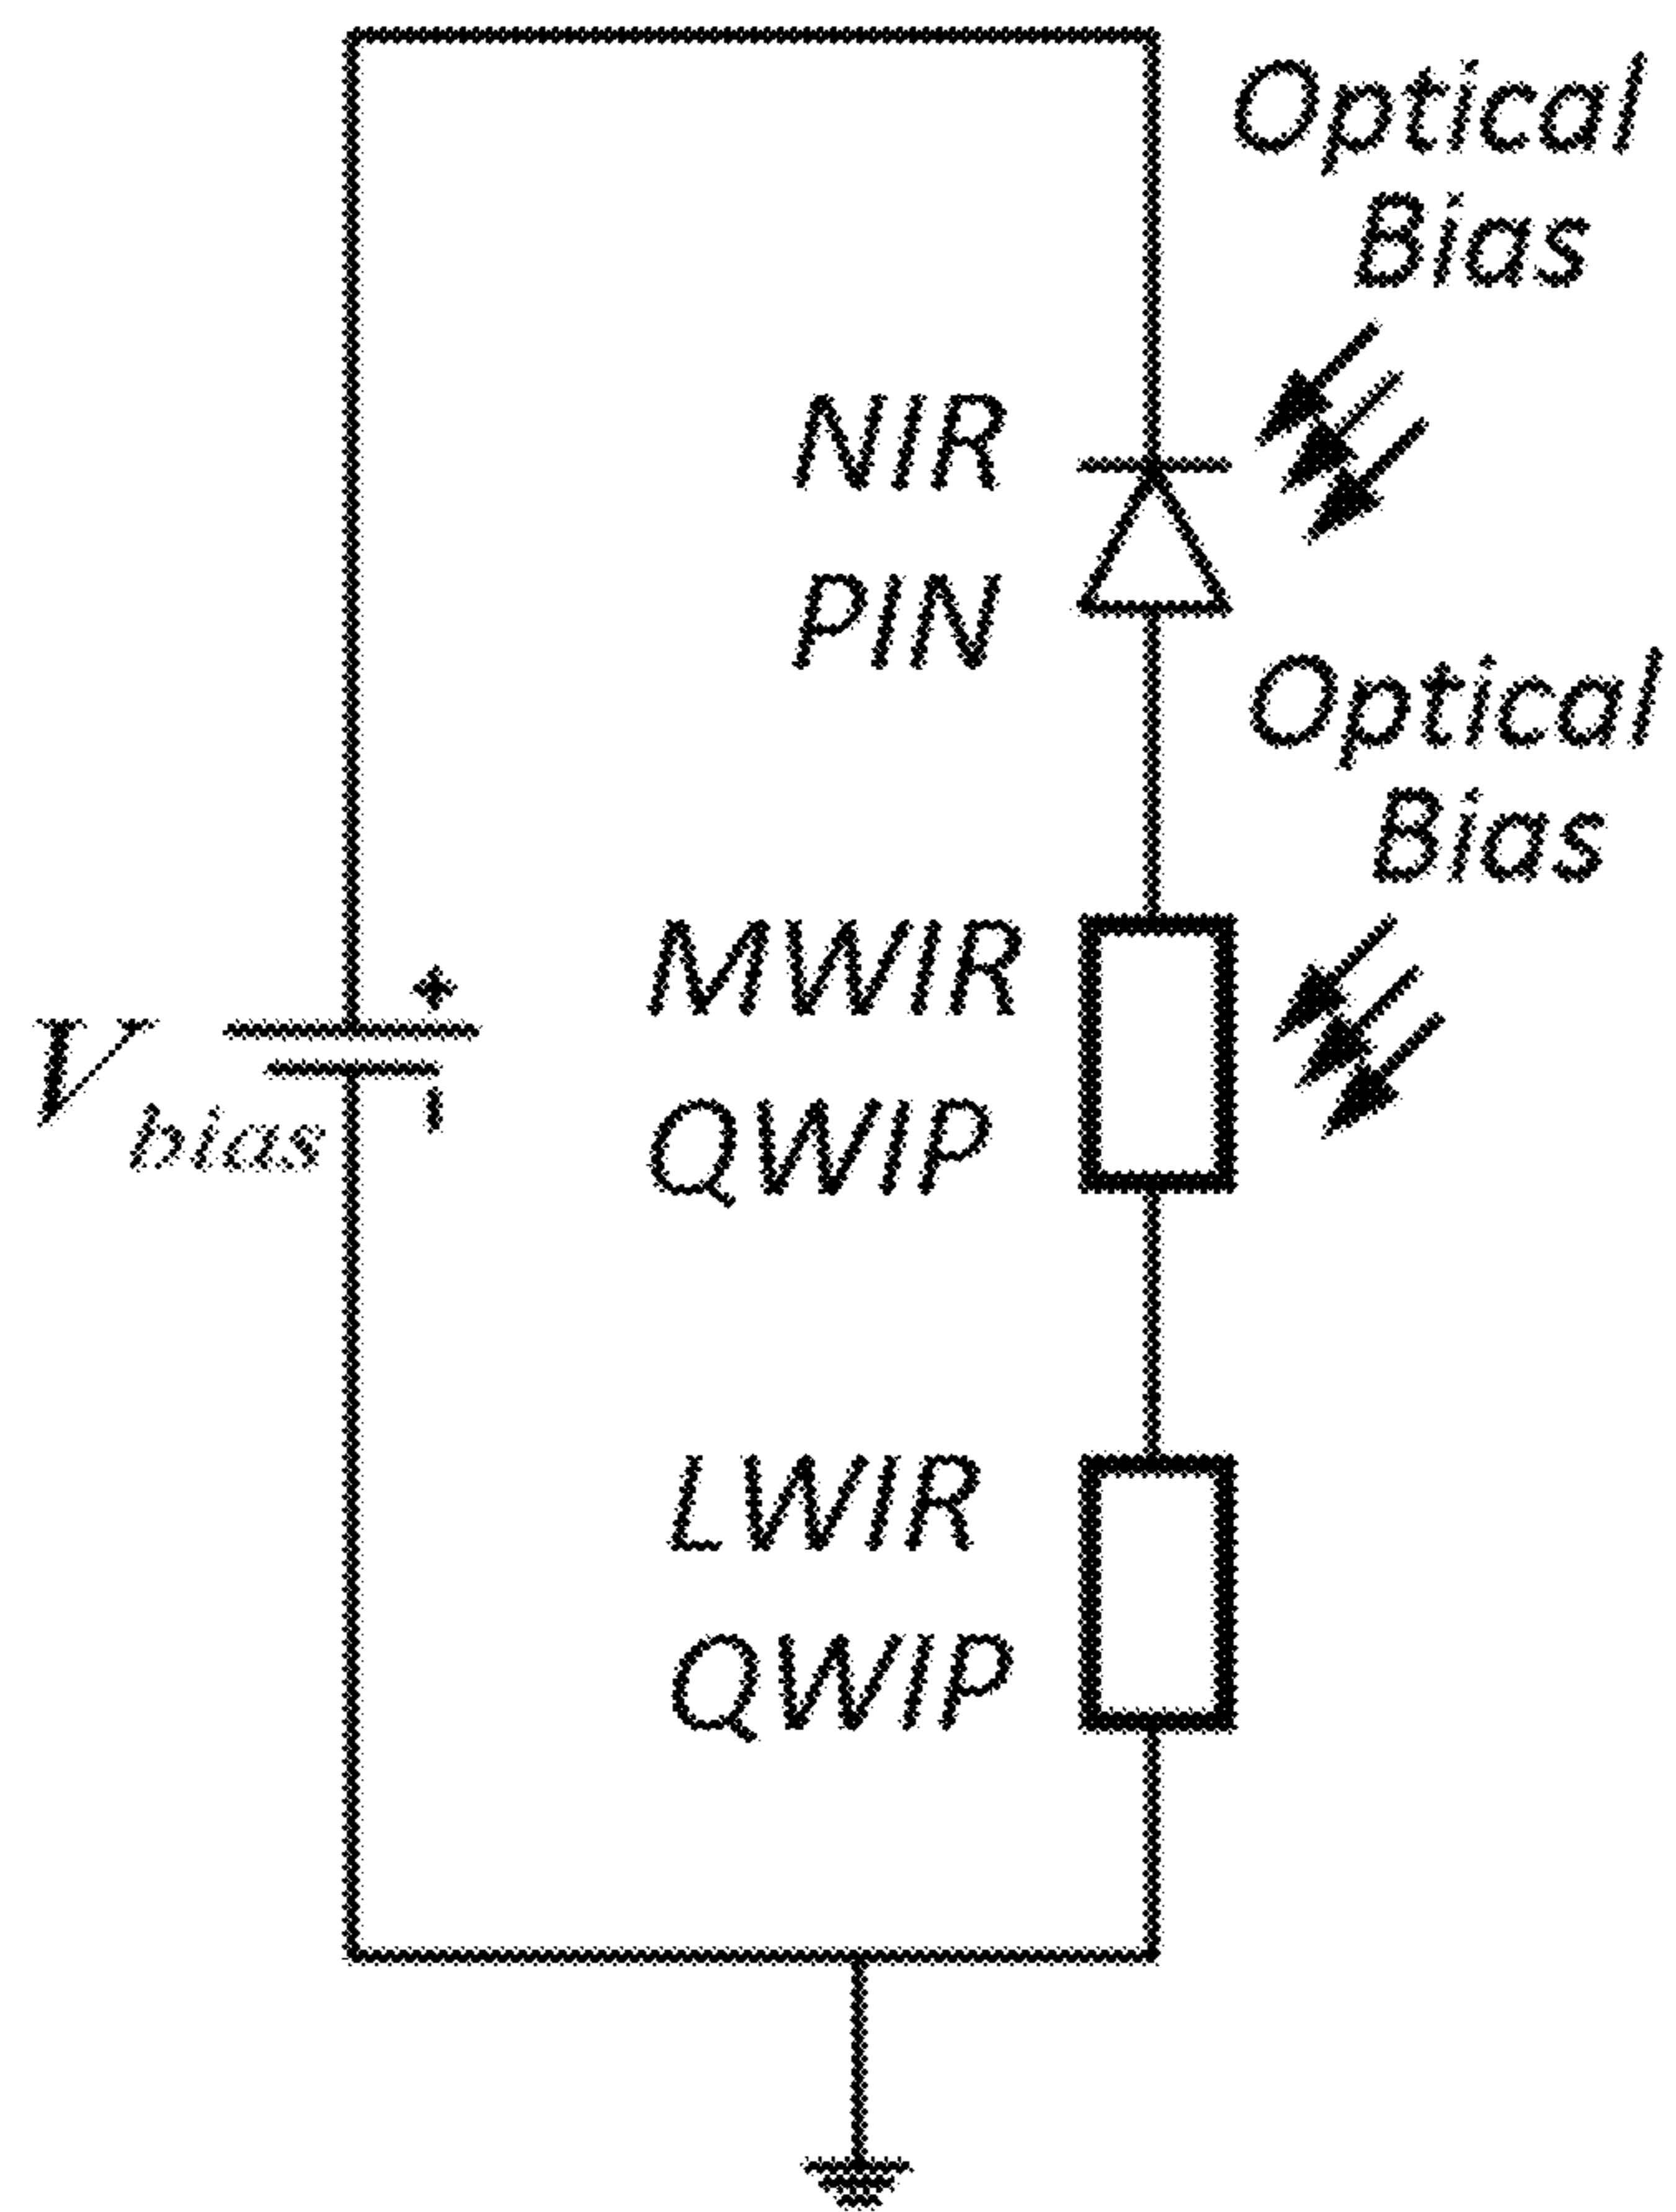 Optical
Bias
NIR
PIN
Optical
Bias
MWIR
QWIP
+
-
V bias
LWIR
QWIP